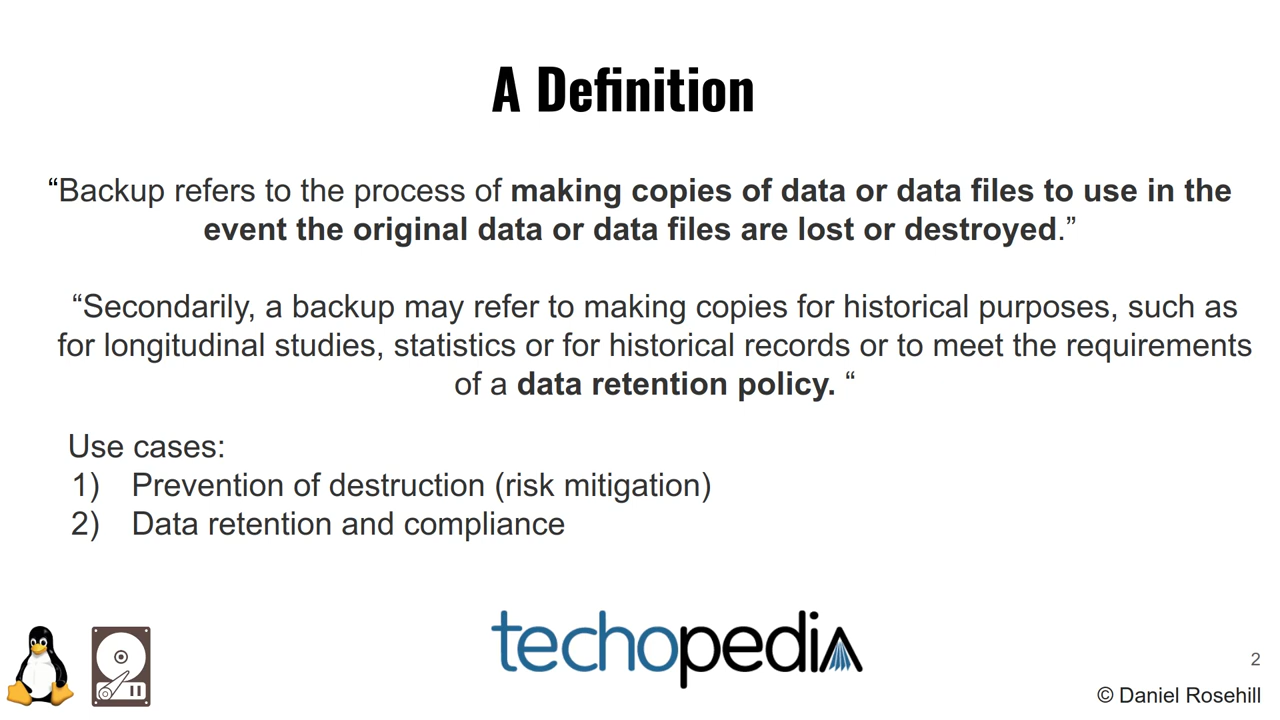 A Definition
“Backup refers to the process of making copies of data or data files to use in the
event the original data or data files are lost or destroyed.”
“Secondarily, a backup may refer to making copies for historical purposes, such as
for longitudinal studies, statistics or for historical records or to meet the requirements
of a data retention policy. “
Use cases:
1) Prevention of destruction (risk mitigation)
2) Data retention and compliance
techopedia
2
© Daniel Rosehill